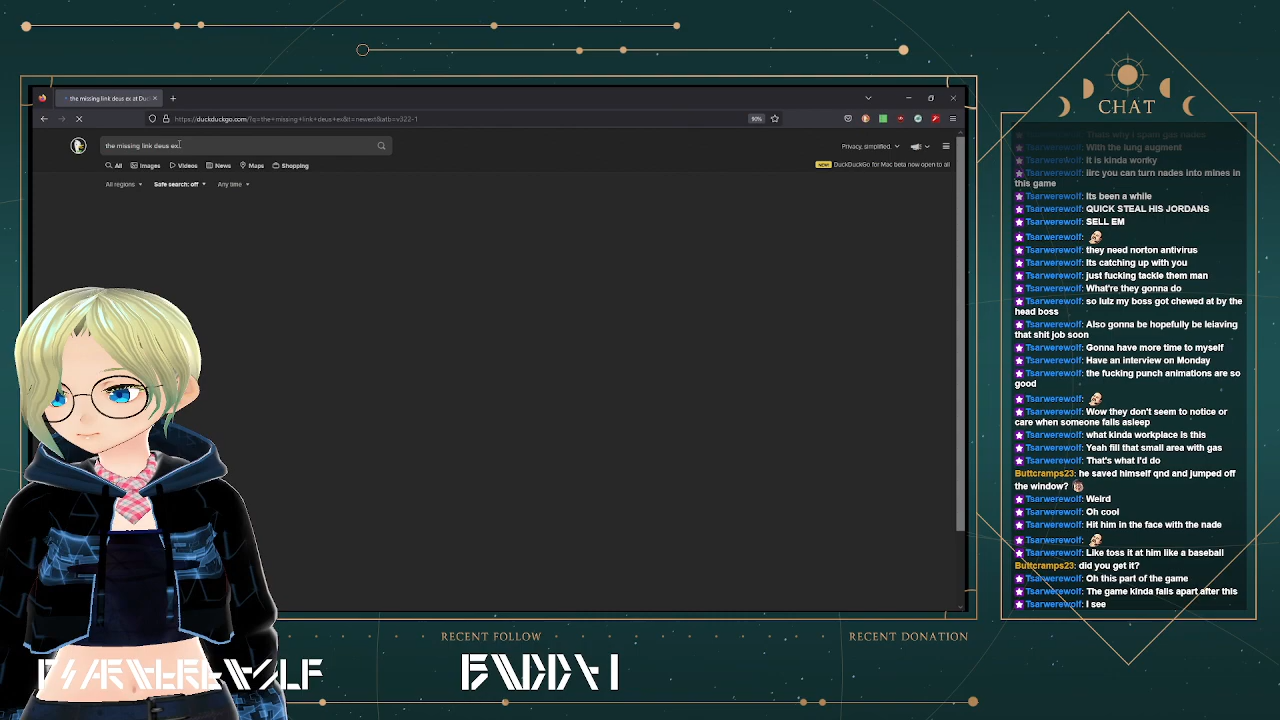 the missing link deus ex at Duc
https://duckduckgo.com/?q=the+missing+link+deus+ex&t=newext&atb=v322-1
90%
the missing link deus ex
Privacy, simplified.
All
Images
Videos
News
Maps
Shopping
NEW
DuckDuckGo for Mac beta now open to all
All regions
Safe search: off
Any time
CHAT
Tsarwerewolf: Thats why i spam gas nades
Tsarwerewolf: With the lung augment
Tsarwerewolf: It is kinda wonky
Tsarwerewolf: Iirc you can turn nades into mines in
this game
Tsarwerewolf: Its been a while
Tsarwerewolf: QUICK STEAL HIS JORDANS
Tsarwerewolf: SELL EM
Tsarwerewolf:
Tsarwerewolf: they need norton antivirus
Tsarwerewolf: Its catching up with you
Tsarwerewolf: just fucking tackle them man
Tsarwerewolf: What're they gonna do
Tsarwerewolf: so lulz my boss got chewed at by the
head boss
Tsarwerewolf: Also gonna be hopefully be leiaving
that shit job soon
Tsarwerewolf: Gonna have more time to myself
Tsarwerewolf: Have an interview on Monday
Tsarwerewolf: the fucking punch animations are so
good
Tsarwerewolf:
Tsarwerewolf: Wow they don't seem to notice or
care when someone falls asleep
Tsarwerewolf: what kinda workplace is this
Tsarwerewolf: Yeah fill that small area with gas
Tsarwerewolf: That's what I'd do
Buttcramps23: he saved himself qnd and jumped off
the window?
Tsarwerewolf: Weird
Tsarwerewolf: Oh cool
Tsarwerewolf: Hit him in the face with the nade
Tsarwerewolf:
Tsarwerewolf: Like toss it at him like a baseball
Buttcramps23: did you get it?
Tsarwerewolf: Oh this part of the game
Tsarwerewolf: The game kinda falls apart after this
Tsarwerewolf: I see
RECENT FOLLOW
RECENT DONATION
TSARWEREWOLF